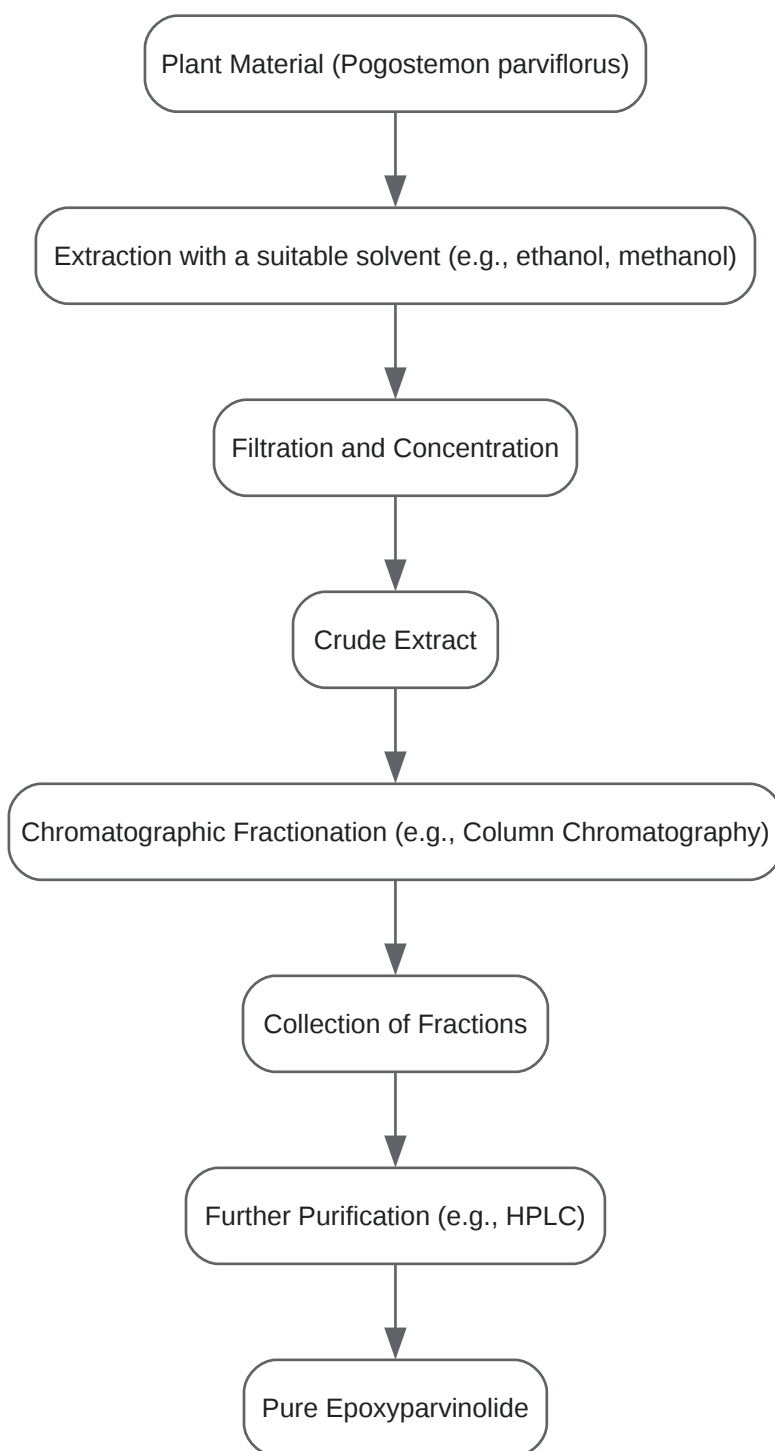 Plant Material (Pogostemon parviflorus)
Extraction with a suitable solvent (e.g., ethanol, methanol)
Filtration and Concentration
Crude Extract
Chromatographic Fractionation (e.g., Column Chromatography)
Collection of Fractions
Further Purification (e.g., HPLC)
Pure Epoxyparvinolide